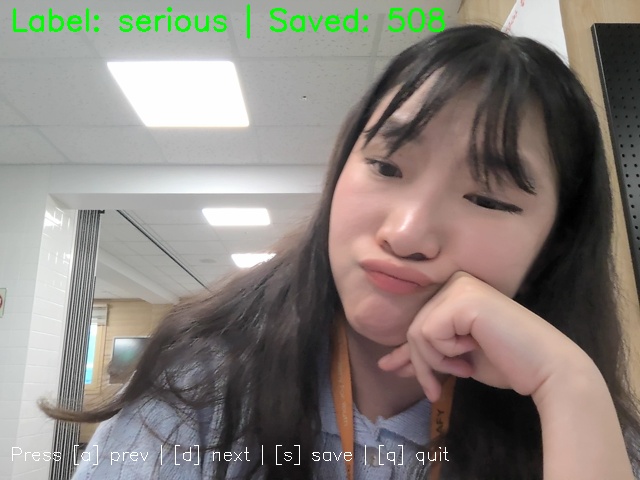 Label: serious | Saved: 508
Press [a] prev | [d] next | [s] save | [q] quit